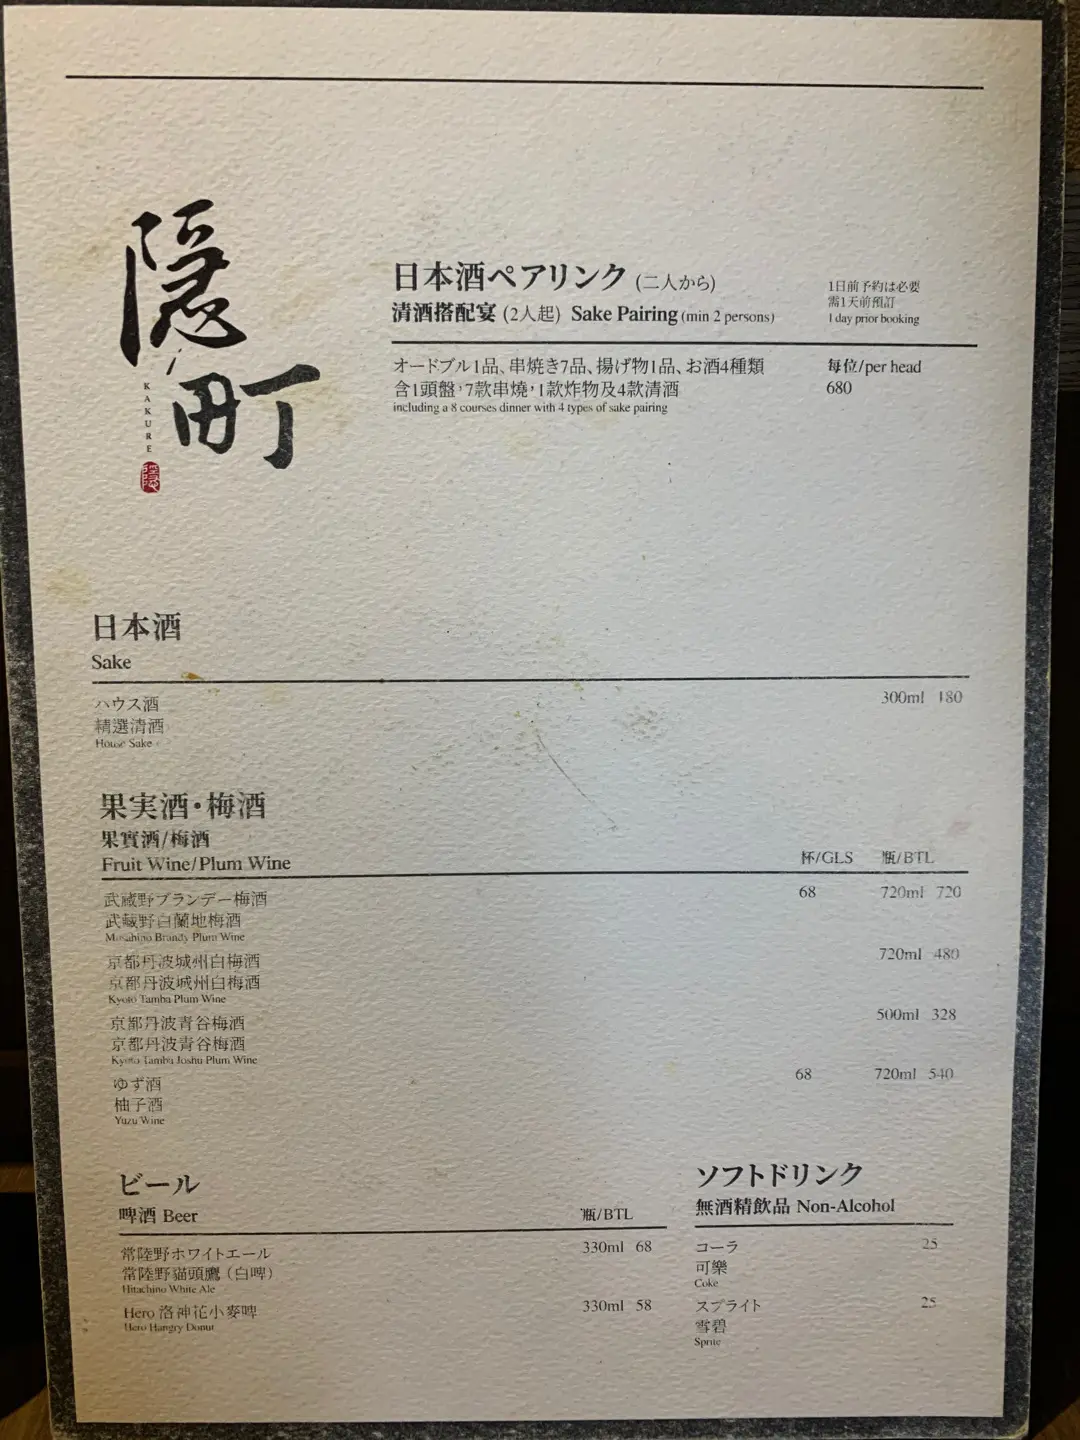 隠町
KAKURE
隠
日本酒ペアリンク (二人から)
清酒搭配宴 (2人起) Sake Pairing (min 2 persons)
1日前予約は必要
需1天前預訂
1 day prior booking
オードブル1品、串焼き7品、揚げ物1品、お酒4種類
含1頭盤，7款串燒，1款炸物及4款清酒
including a 8 courses dinner with 4 types of sake pairing
每位/per head
680
日本酒
Sake
ハウス酒 300ml 180
精選清酒
House Sake
果実酒・梅酒
果實酒/梅酒
Fruit Wine/Plum Wine 杯/GLS 瓶/BTL
武蔵野ブランデー梅酒 68 720ml 720
武蔵野白蘭地梅酒
Musahino Brandy Plum Wine
京都丹波城州白梅酒 720ml 480
京都丹波城州白梅酒
Kyoto Tamba Plum Wine
京都丹波青谷梅酒 500ml 328
京都丹波青谷梅酒
Kyoto Tamba Joshu Plum Wine
ゆず酒 68 720ml 540
柚子酒
Yuzu Wine
ビール
啤酒 Beer 瓶/BTL
常陸野ホワイトエール 330ml 68
常陸野貓頭鷹（白啤）
Hitachino White Ale
Hero 洛神花小麥啤 330ml 58
Hero Hangry Donut
ソフトドリンク
無酒精飲品 Non-Alcohol
コーラ 25
可樂
Coke
スプライト 25
雪碧
Sprite